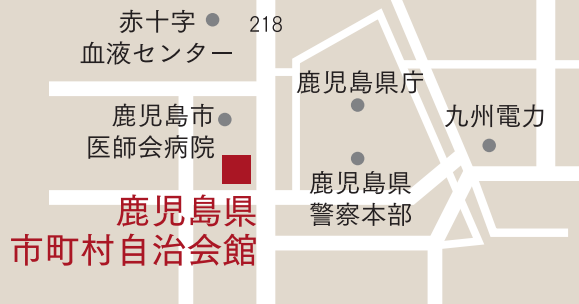 赤十字
血液センター
218
鹿児島県庁
鹿児島市
医師会病院
九州電力
鹿児島県
警察本部
鹿児島県
市町村自治会館